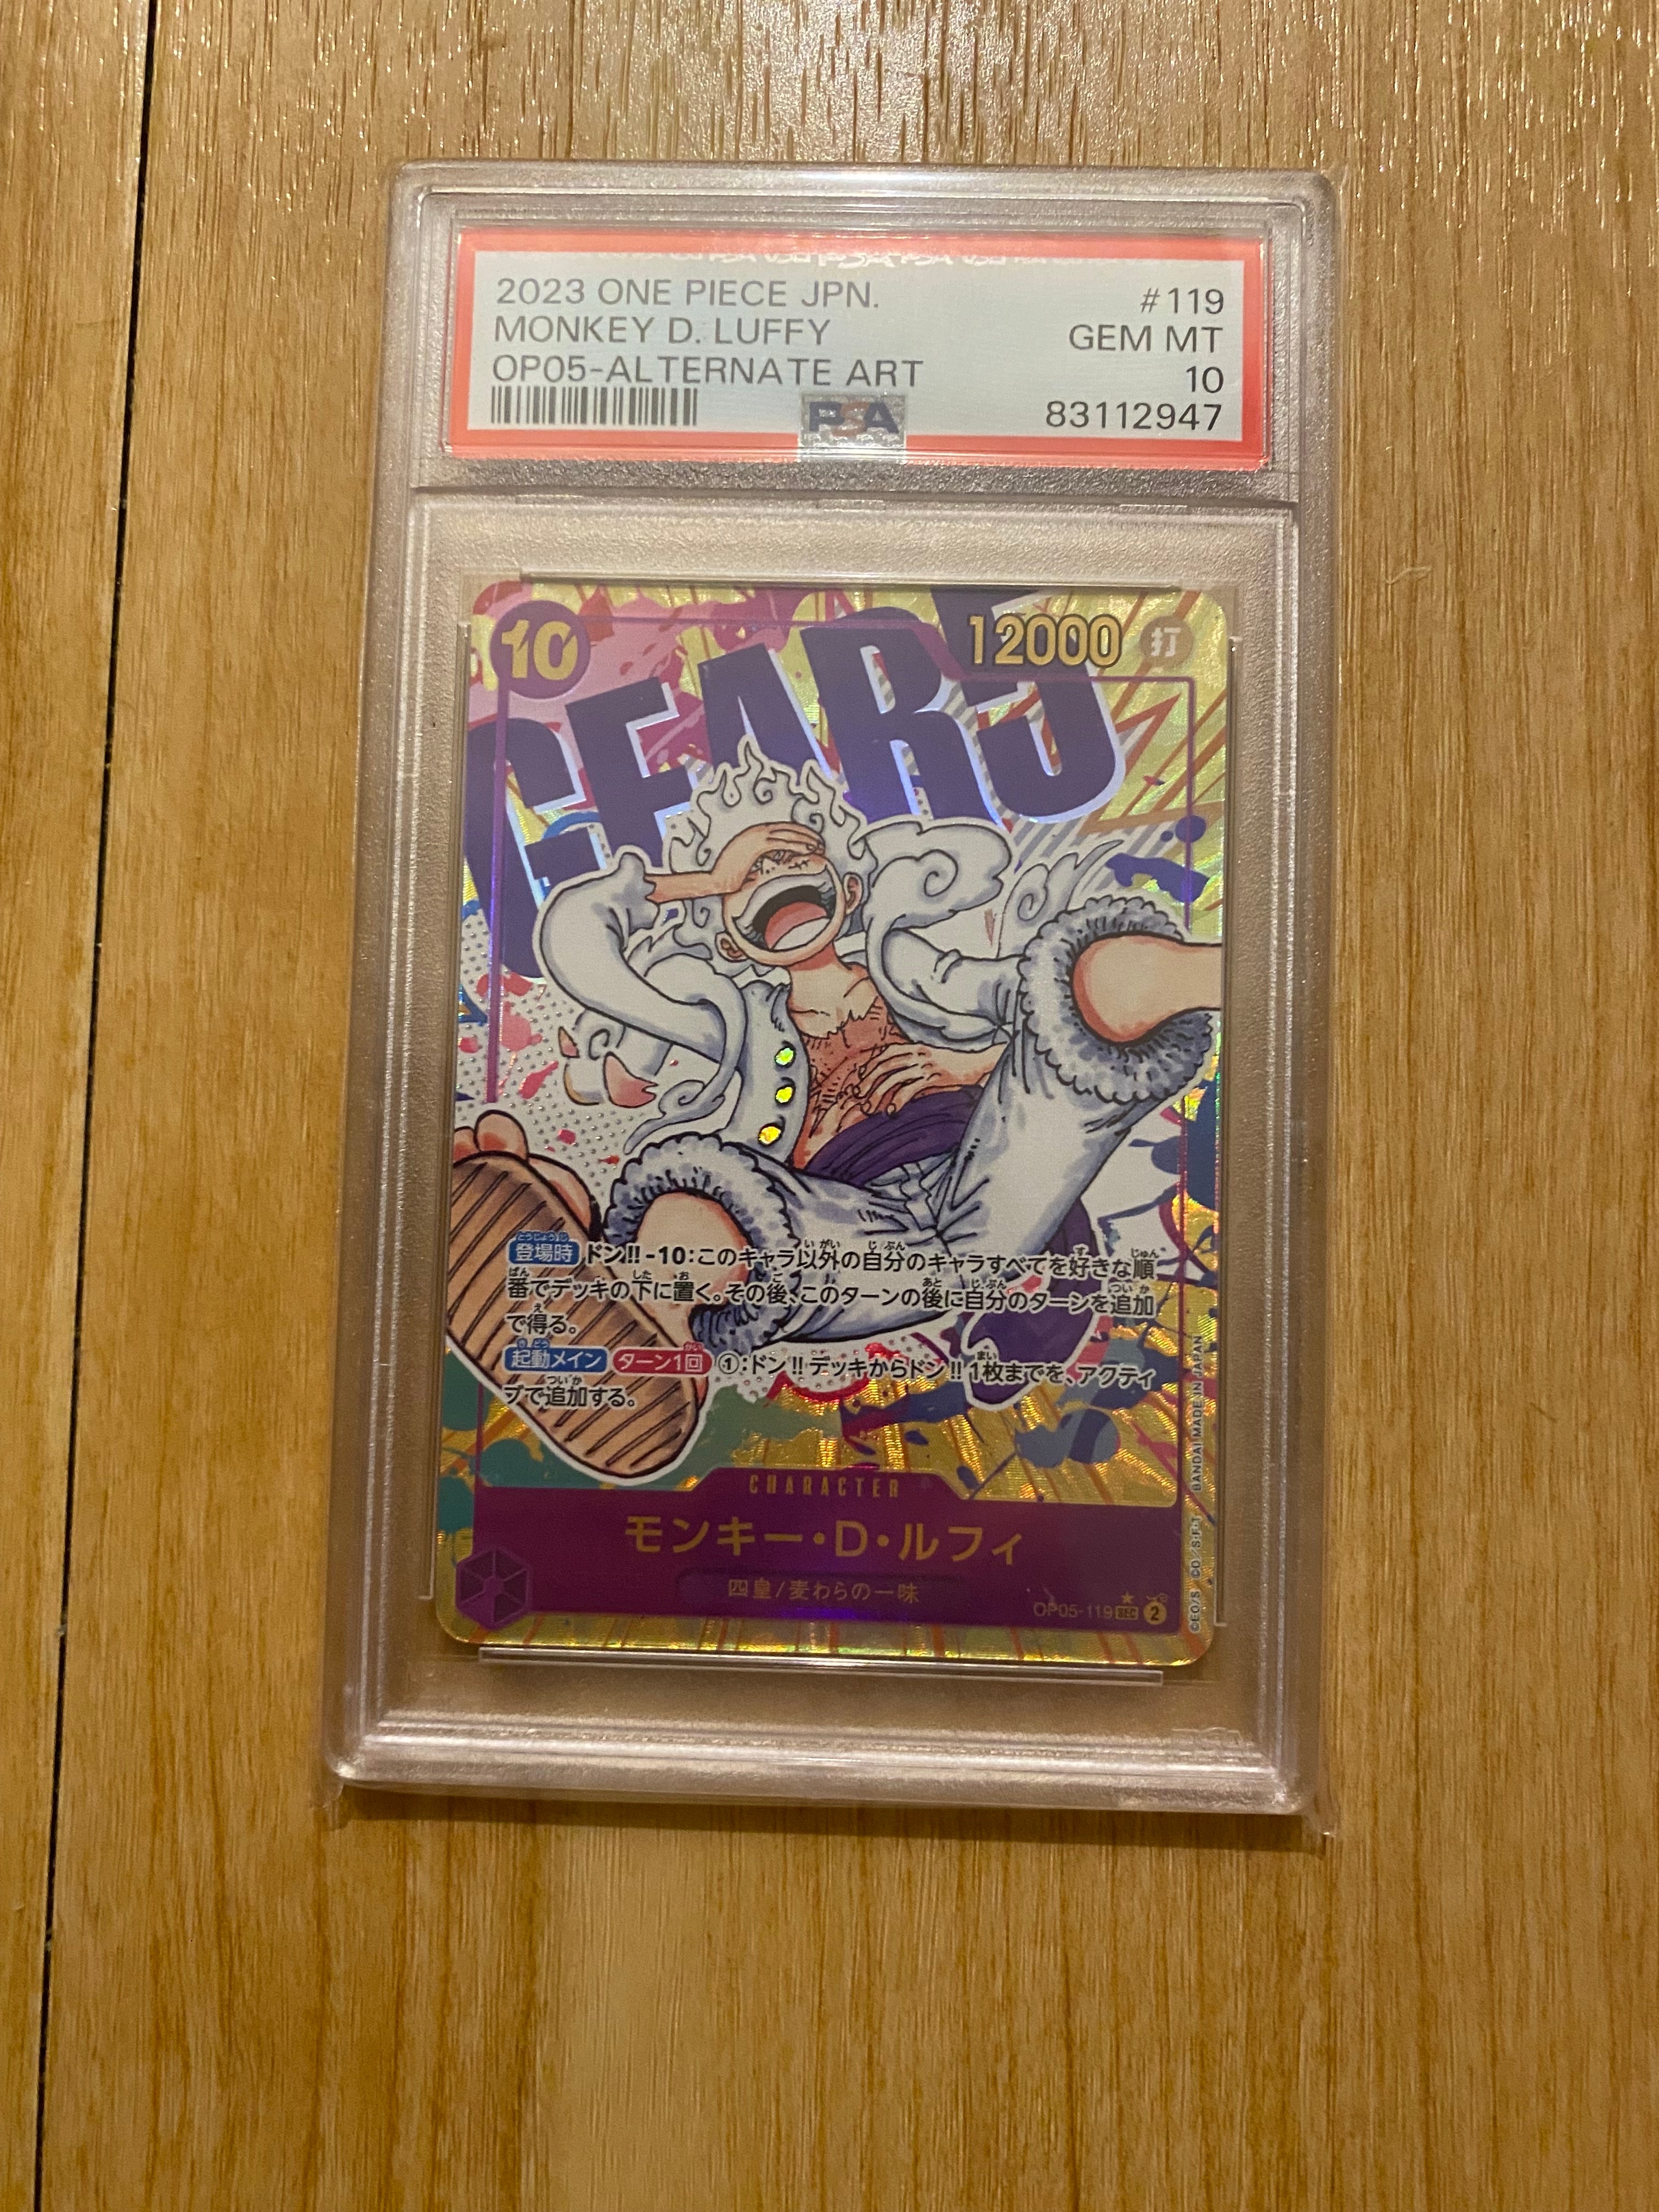 2023 ONE PIECE JPN. #119
MONKEY D. LUFFY GEM MT
OP05-ALTERNATE ART 10
PSA 83112947
10 12000 打
GEAR5
登場時 ドン!!-10:このキャラ以外の自分のキャラすべてを好きな順
番でデッキの下に置く。その後、このターンの後に自分のターンを追加
で得る。
起動メイン ターン1回 ①:ドン!!デッキからドン!!1枚までを、アクティ
ブで追加する。
CHARACTER
モンキー・D・ルフィ
四皇/麦わらの一味
OP05-119 SEC ★ 2
©EO/S. CO/S.F.T BANDAI MADE IN JAPAN